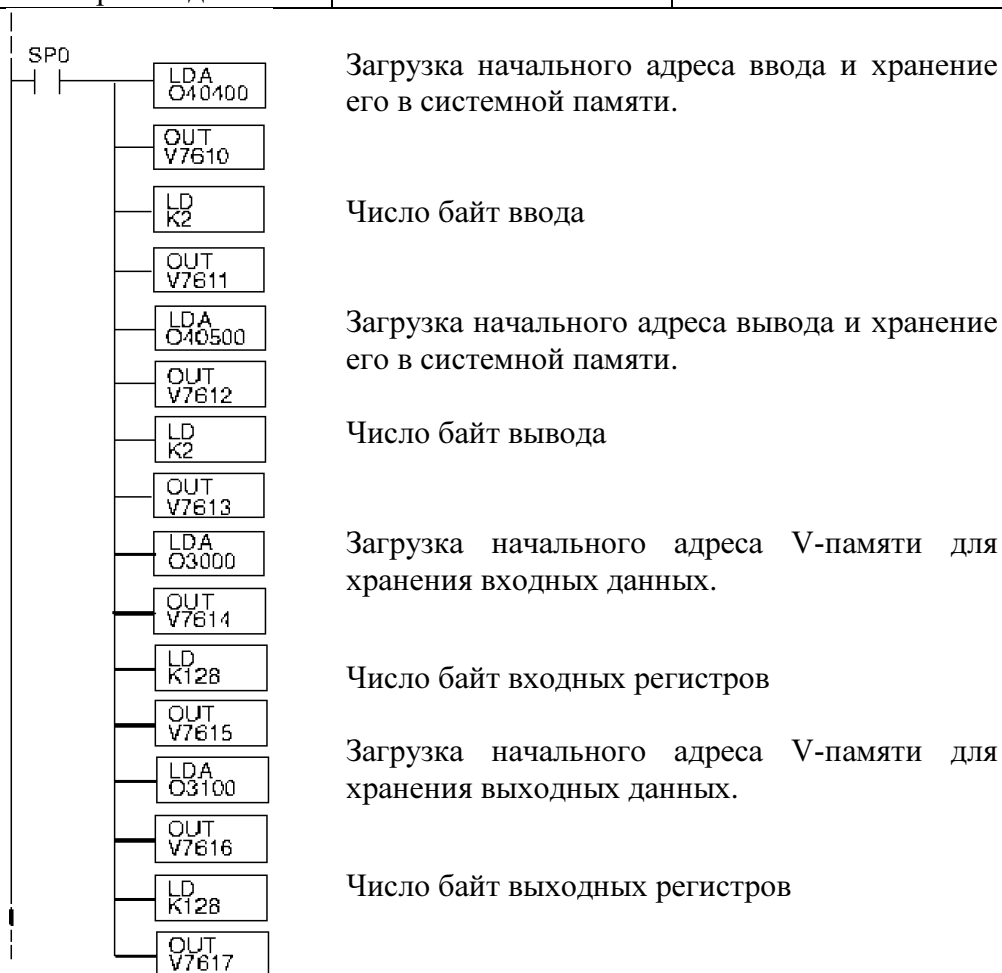 SP0
LDA
O40400
Загрузка начального адреса ввода и хранение
его в системной памяти.
OUT
V7610
LD
K2
Число байт ввода
OUT
V7611
LDA
O40500
Загрузка начального адреса вывода и хранение
его в системной памяти.
OUT
V7612
LD
K2
Число байт вывода
OUT
V7613
LDA
O3000
Загрузка начального адреса V-памяти для
хранения входных данных.
OUT
V7614
LD
K128
Число байт входных регистров
OUT
V7615
LDA
O3100
Загрузка начального адреса V-памяти для
хранения выходных данных.
OUT
V7616
LD
K128
Число байт выходных регистров
OUT
V7617